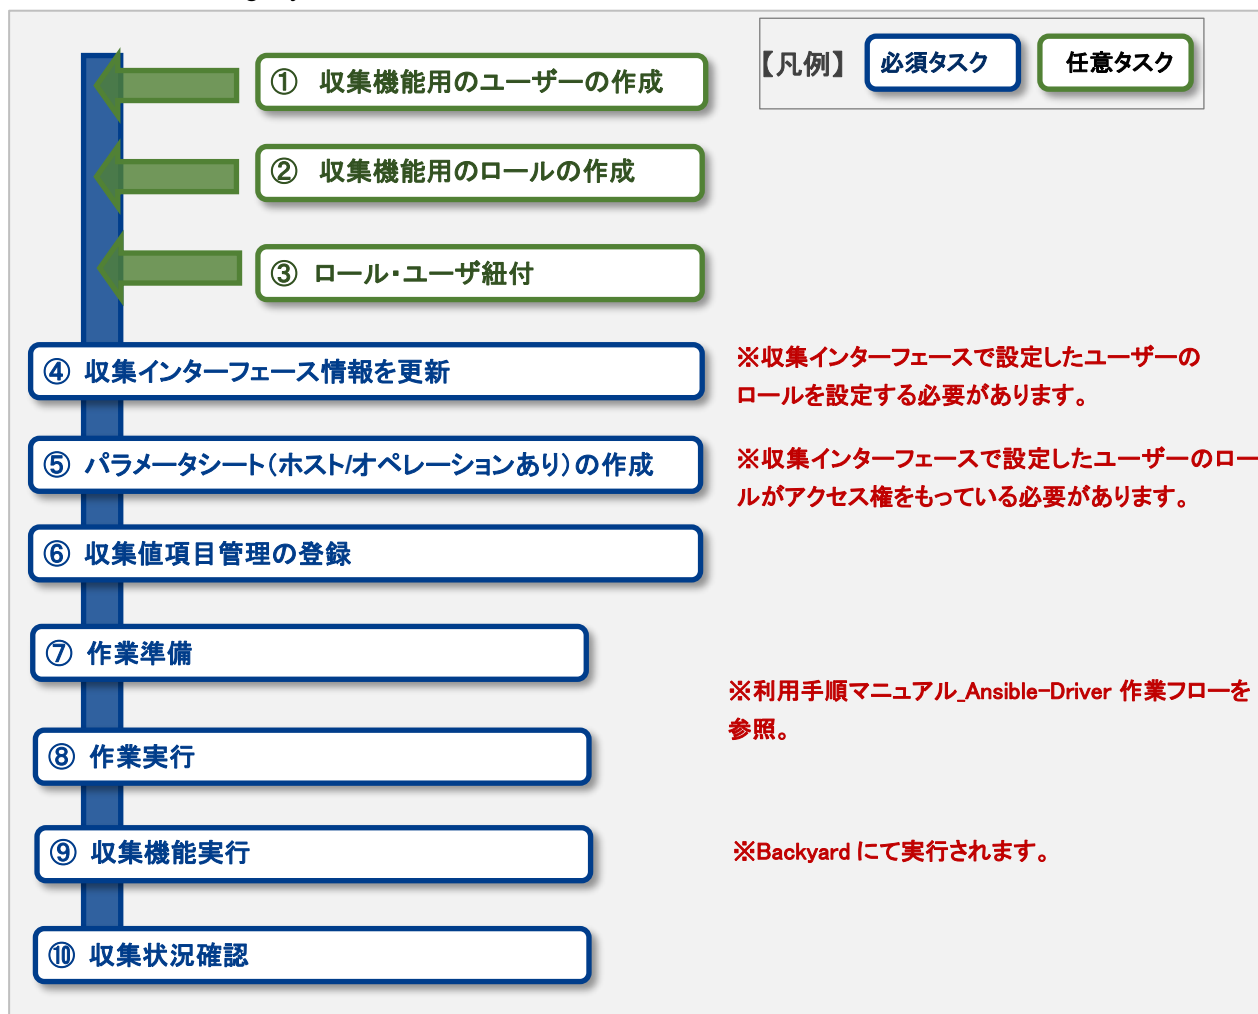 【凡例】 必須タスク 任意タスク
① 収集機能用のユーザーの作成
② 収集機能用のロールの作成
③ ロール・ユーザ紐付
④ 収集インターフェース情報を更新
※収集インターフェースで設定したユーザーの
ロールを設定する必要があります。
⑤ パラメータシート（ホスト/オペレーションあり）の作成
※収集インターフェースで設定したユーザーのロー
ルがアクセス権をもっている必要があります。
⑥ 収集値項目管理の登録
⑦ 作業準備
※利用手順マニュアル_Ansible-Driver 作業フローを
参照。
⑧ 作業実行
⑨ 収集機能実行
※Backyard にて実行されます。
⑩ 収集状況確認